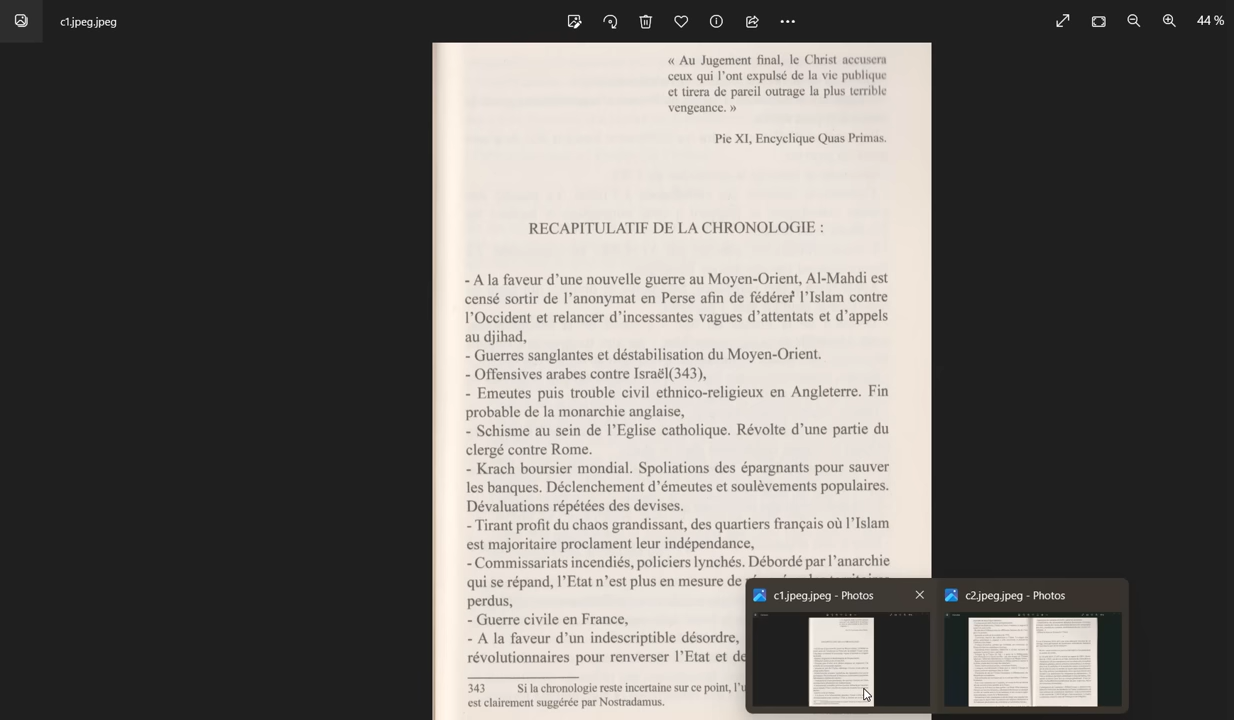 c1.jpeg.jpeg
44 %
« Au Jugement final, le Christ accusera
ceux qui l'ont expulsé de la vie publique
et tirera de pareil outrage la plus terrible
vengeance. »
Pie XI, Encyclique Quas Primas.
RECAPITULATIF DE LA CHRONOLOGIE :
- A la faveur d'une nouvelle guerre au Moyen-Orient, Al-Mahdi est
censé sortir de l'anonymat en Perse afin de fédérer l'Islam contre
l'Occident et relancer d'incessantes vagues d'attentats et d'appels
au djihad,
- Guerres sanglantes et déstabilisation du Moyen-Orient.
- Offensives arabes contre Israël(343),
- Emeutes puis trouble civil ethnico-religieux en Angleterre. Fin
probable de la monarchie anglaise,
- Schisme au sein de l'Eglise catholique. Révolte d'une partie du
clergé contre Rome.
- Krach boursier mondial. Spoliations des épargnants pour sauver
les banques. Déclenchement d'émeutes et soulèvements populaires.
Dévaluations répétées des devises.
- Tirant profit du chaos grandissant, des quartiers français où l'Islam
est majoritaire proclament leur indépendance,
- Commissariats incendiés, policiers lynchés. Débordé par l'anarchie
qui se répand, l'Etat n'est plus en mesure de
perdus,
- Guerre civile en France,
- A la faveur d'un indescriptible désordre,
révolutionnaires pour renverser l'Etat et
343 Si la chronologie reste incertaine sur ce point,
est clairement suggérée par Nostradamus.
c1.jpeg.jpeg - Photos
c2.jpeg.jpeg - Photos